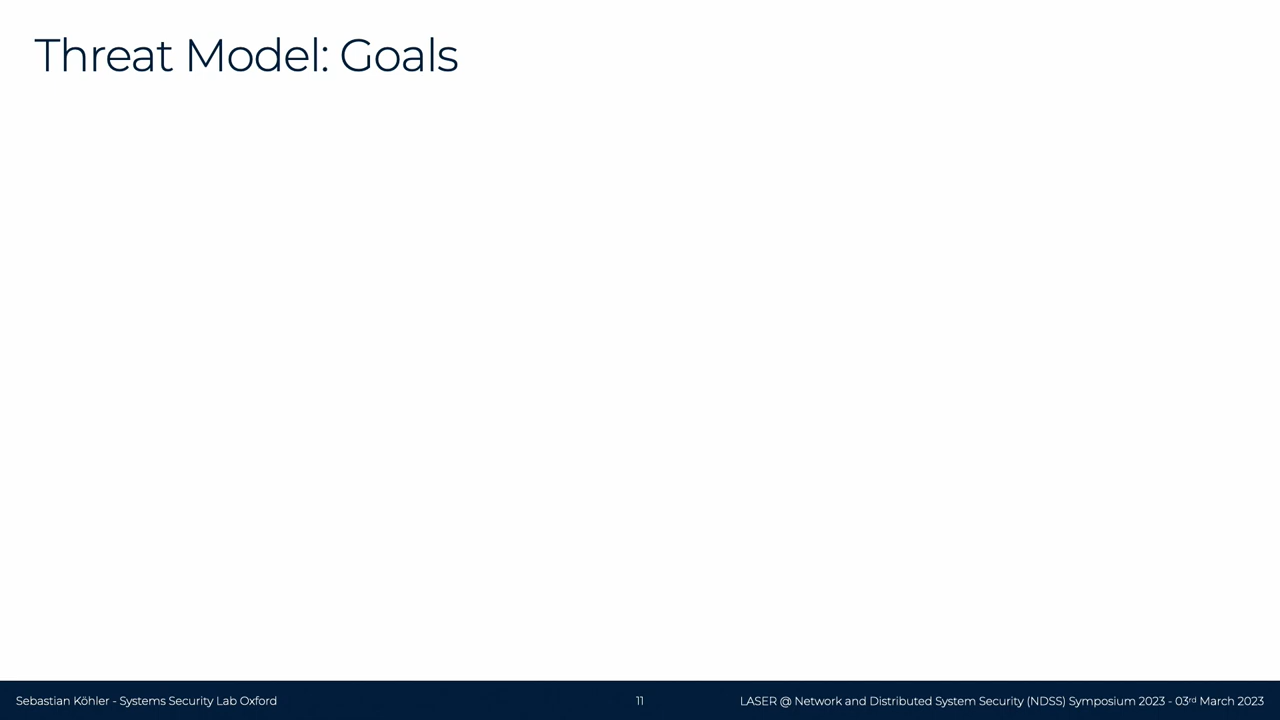 Threat Model: Goals
Sebastian Köhler - Systems Security Lab Oxford
11
LASER @ Network and Distributed System Security (NDSS) Symposium 2023 - 03rd March 2023